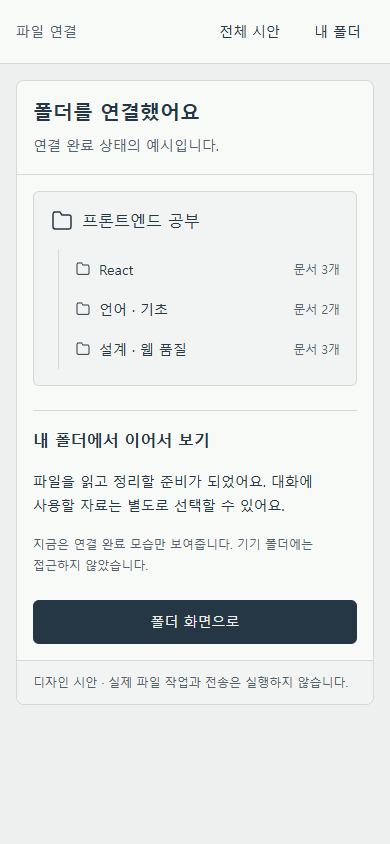 파일 연결
전체 시안
내 폴더
폴더를 연결했어요
연결 완료 상태의 예시입니다.
프론트엔드 공부
React 문서 3개
언어 · 기초 문서 2개
설계 · 웹 품질 문서 3개
내 폴더에서 이어서 보기
파일을 읽고 정리할 준비가 되었어요. 대화에
사용할 자료는 별도로 선택할 수 있어요.
지금은 연결 완료 모습만 보여줍니다. 기기 폴더에는
접근하지 않았습니다.
폴더 화면으로
디자인 시안 · 실제 파일 작업과 전송은 실행하지 않습니다.